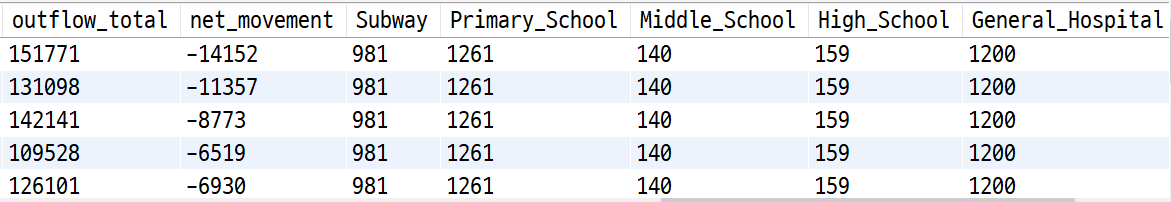 outflow_total net_movement Subway Primary_School Middle_School High_School General_Hospital
151771 -14152 981 1261 140 159 1200
131098 -11357 981 1261 140 159 1200
142141 -8773 981 1261 140 159 1200
109528 -6519 981 1261 140 159 1200
126101 -6930 981 1261 140 159 1200